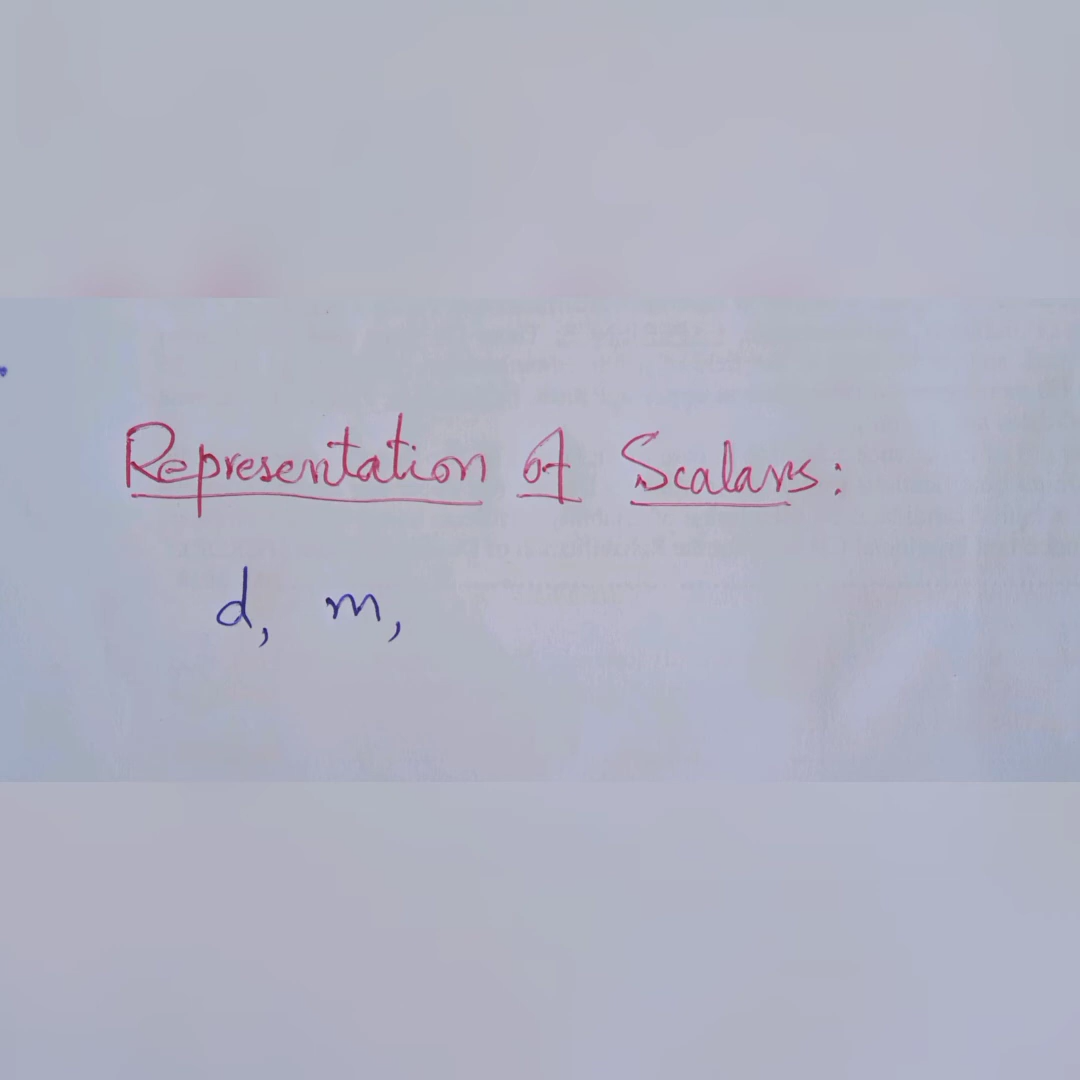 Representation of Scalars:
d, m,